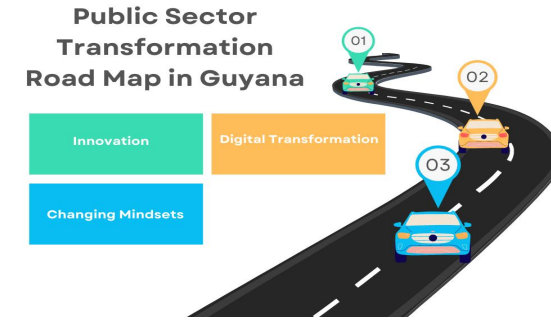 Public Sector
Transformation
Road Map in Guyana
01
02
03
Innovation
Digital Transformation
Changing Mindsets